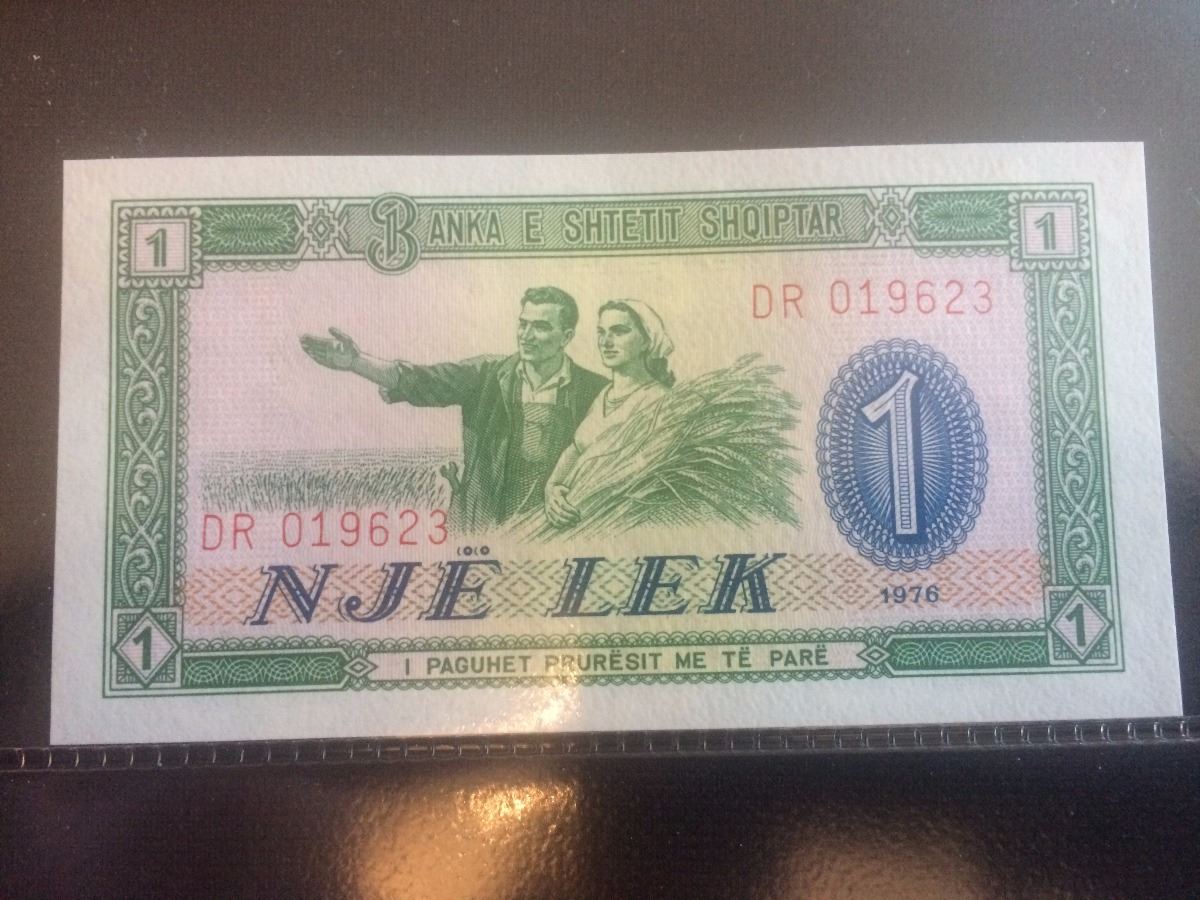 1 BANKA E SHTETIT SHQIPTAR 1
DR 019623
1
DR 019623
NJË LEK 1976
1 I PAGUHET PRURËSIT ME TË PARË 1